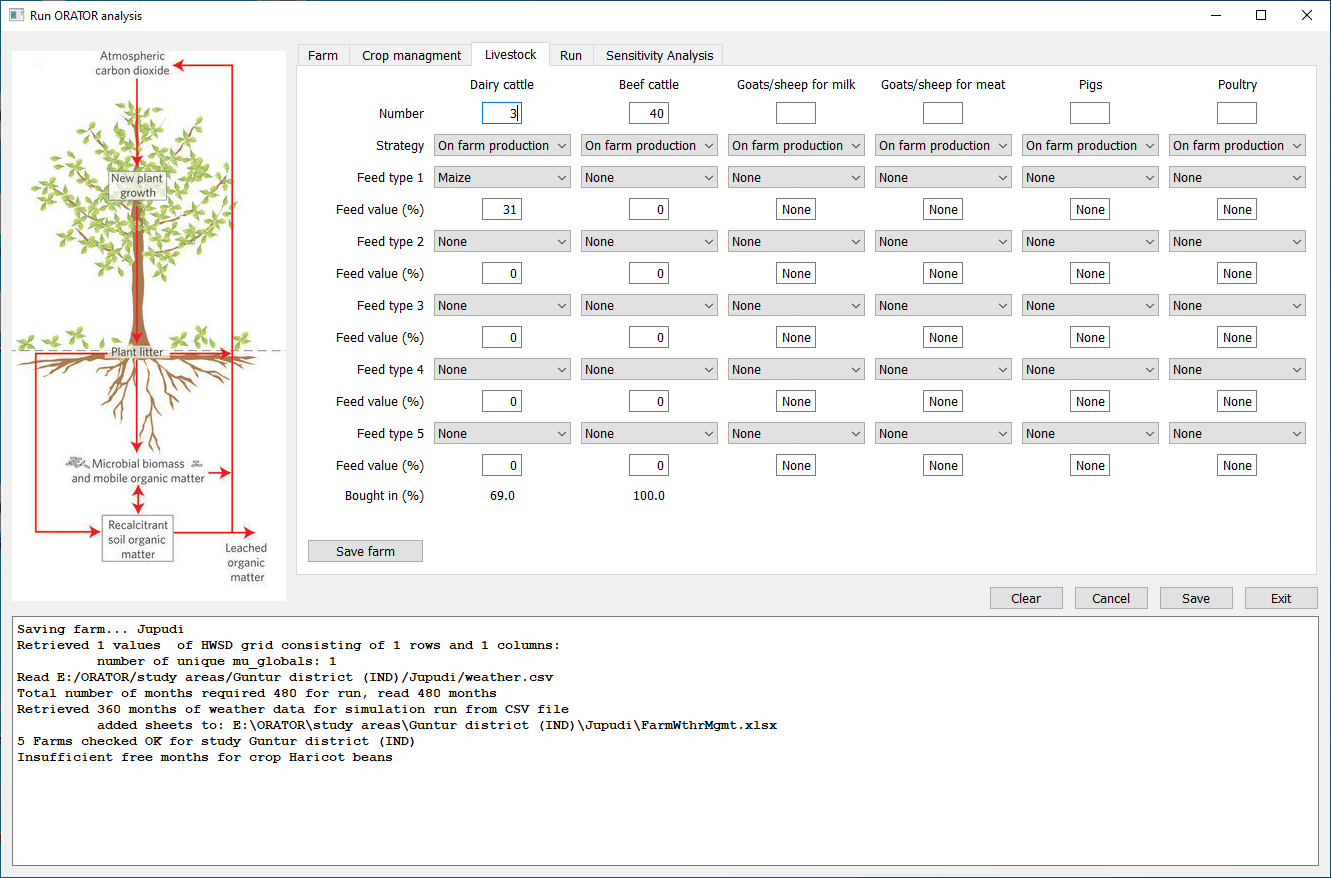 Run ORATOR analysis
Atmospheric
carbon dioxide
New plant
growth
Plant litter
Microbial biomass
and mobile organic matter
Recalcitrant
soil organic
matter
Leached
organic
matter
Farm Crop managment Livestock Run Sensitivity Analysis
Dairy cattle Beef cattle Goats/sheep for milk Goats/sheep for meat Pigs Poultry
Number 3 40
Strategy On farm production On farm production On farm production On farm production On farm production On farm production
Feed type 1 Maize None None None None None
Feed value (%) 31 0 None None None None
Feed type 2 None None None None None None
Feed value (%) 0 0 None None None None
Feed type 3 None None None None None None
Feed value (%) 0 0 None None None None
Feed type 4 None None None None None None
Feed value (%) 0 0 None None None None
Feed type 5 None None None None None None
Feed value (%) 0 0 None None None None
Bought in (%) 69.0 100.0
Save farm
Clear Cancel Save Exit
Saving farm... Jupudi
Retrieved 1 values  of HWSD grid consisting of 1 rows and 1 columns:
number of unique mu_globals: 1
Read E:/ORATOR/study areas/Guntur district (IND)/Jupudi/weather.csv
Total number of months required 480 for run, read 480 months
Retrieved 360 months of weather data for simulation run from CSV file
added sheets to: E:\ORATOR\study areas\Guntur district (IND)\Jupudi\FarmWthrMgmt.xlsx
5 Farms checked OK for study Guntur district (IND)
Insufficient free months for crop Haricot beans